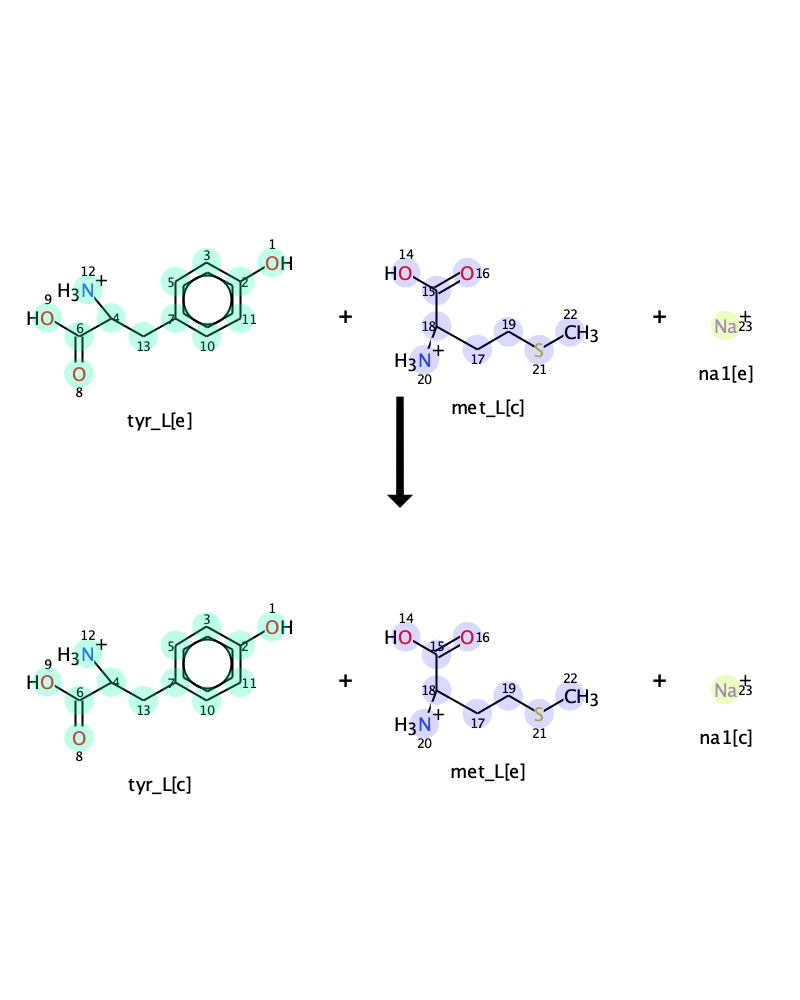 1
3
OH
12
5
2
H3N+
9
HO
6
4
7
11
13
10
O
8
tyr_L[e]
+
14
HO
O 16
15
22
18
19
CH3
H3N+
17
S
20
21
met_L[c]
+
Na+
23
na1[e]
1
3
OH
12
5
2
H3N+
9
HO
6
4
7
11
13
10
O
8
tyr_L[c]
+
14
HO
O 16
15
22
18
19
CH3
H3N+
17
S
20
21
met_L[e]
+
Na+
23
na1[c]